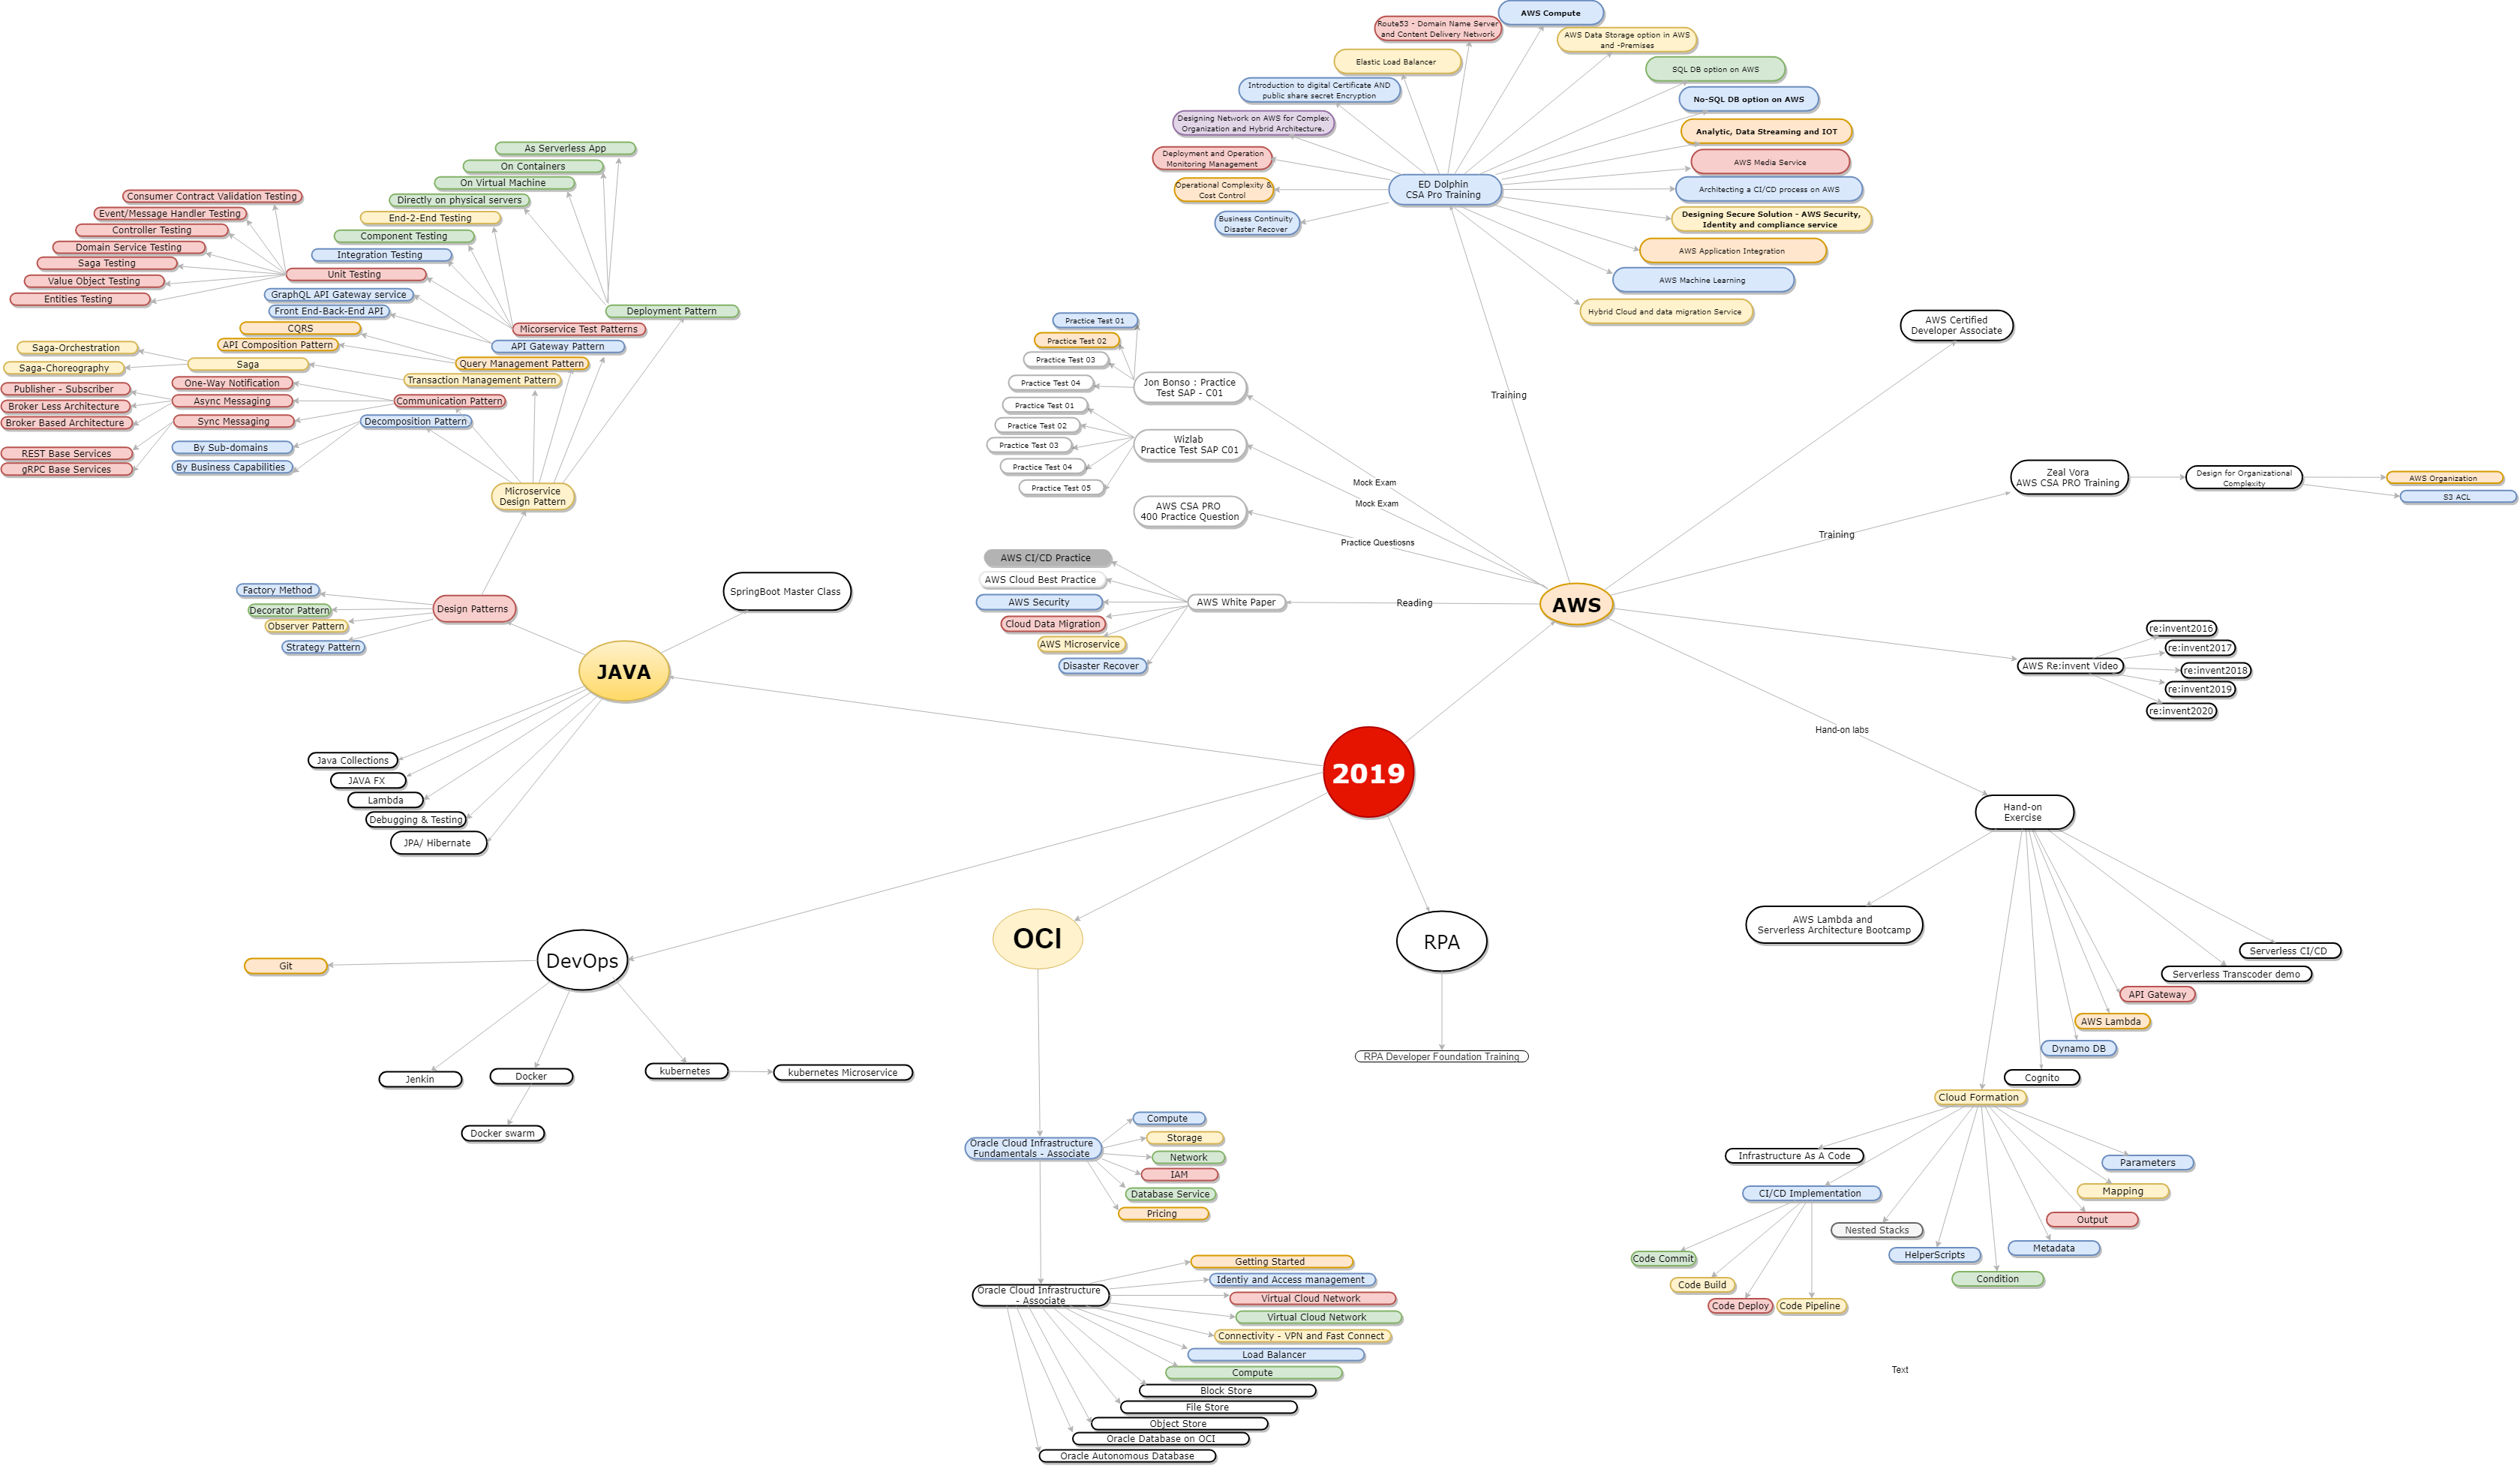 AWS Compute
Route53 - Domain Name Server
and Content Delivery Network
AWS Data Storage option in AWS
and -Premises
Elastic Load Balancer
SQL DB option on AWS
Introduction to digital Certificate AND
public share secret Encryption
No-SQL DB option on AWS
Designing Network on AWS for Complex
Organization and Hybrid Architecture.
Analytic, Data Streaming and IOT
Deployment and Operation
Monitoring Management
AWS Media Service
Operational Complexity &
Cost Control
ED Dolphin
CSA Pro Training
Architecting a CI/CD process on AWS
Business Continuity
Disaster Recover
Designing Secure Solution - AWS Security,
Identity and compliance service
AWS Application Integration
AWS Machine Learning
Hybrid Cloud and data migration Service
As Serverless App
On Containers
On Virtual Machine
Directly on physical servers
End-2-End Testing
Component Testing
Integration Testing
Unit Testing
Consumer Contract Validation Testing
Event/Message Handler Testing
Controller Testing
Domain Service Testing
Saga Testing
Value Object Testing
Entities Testing
GraphQL API Gateway service
Front End-Back-End API
CQRS
API Composition Pattern
Saga-Orchestration
Saga-Choreography
Saga
One-Way Notification
Publisher - Subscriber
Async Messaging
Broker Less Architecture
Broker Based Architecture
Sync Messaging
REST Base Services
gRPC Base Services
By Sub-domains
By Business Capabilities
Deployment Pattern
Micorservice Test Patterns
API Gateway Pattern
Query Management Pattern
Transaction Management Pattern
Communication Pattern
Decomposition Pattern
Microservice
Design Pattern
Practice Test 01
Practice Test 02
Practice Test 03
Practice Test 04
Jon Bonso : Practice
Test SAP - C01
Practice Test 01
Practice Test 02
Practice Test 03
Practice Test 04
Practice Test 05
Wizlab
Practice Test SAP C01
AWS CSA PRO
400 Practice Question
Training
Mock Exam
Mock Exam
Practice Questiosns
AWS Certified
Developer Associate
Zeal Vora
AWS CSA PRO Training
Design for Organizational
Complexity
AWS Organization
S3 ACL
Training
AWS CI/CD Practice
AWS Cloud Best Practice
AWS Security
Cloud Data Migration
AWS Microservice
Disaster Recover
AWS White Paper
Reading
AWS
Factory Method
Decorator Pattern
Observer Pattern
Strategy Pattern
Design Patterns
SpringBoot Master Class
JAVA
AWS Re:invent Video
re:invent2016
re:invent2017
re:invent2018
re:invent2019
re:invent2020
Hand-on labs
2019
Java Collections
JAVA FX
Lambda
Debugging & Testing
JPA/ Hibernate
Hand-on
Exercise
AWS Lambda and
Serverless Architecture Bootcamp
Serverless CI/CD
Serverless Transcoder demo
API Gateway
AWS Lambda
Dynamo DB
Cognito
Cloud Formation
DevOps
Git
Jenkin
Docker
Docker swarm
kubernetes
kubernetes Microservice
OCI
RPA
RPA Developer Foundation Training
Oracle Cloud Infrastructure
Fundamentals - Associate
Compute
Storage
Network
IAM
Database Service
Pricing
Oracle Cloud Infrastructure
- Associate
Getting Started
Identiy and Access management
Virtual Cloud Network
Virtual Cloud Network
Connectivity - VPN and Fast Connect
Load Balancer
Compute
Block Store
File Store
Object Store
Oracle Database on OCI
Oracle Autonomous Database
Infrastructure As A Code
CI/CD Implementation
Code Commit
Code Build
Code Deploy
Code Pipeline
Nested Stacks
HelperScripts
Condition
Metadata
Output
Mapping
Parameters
Text